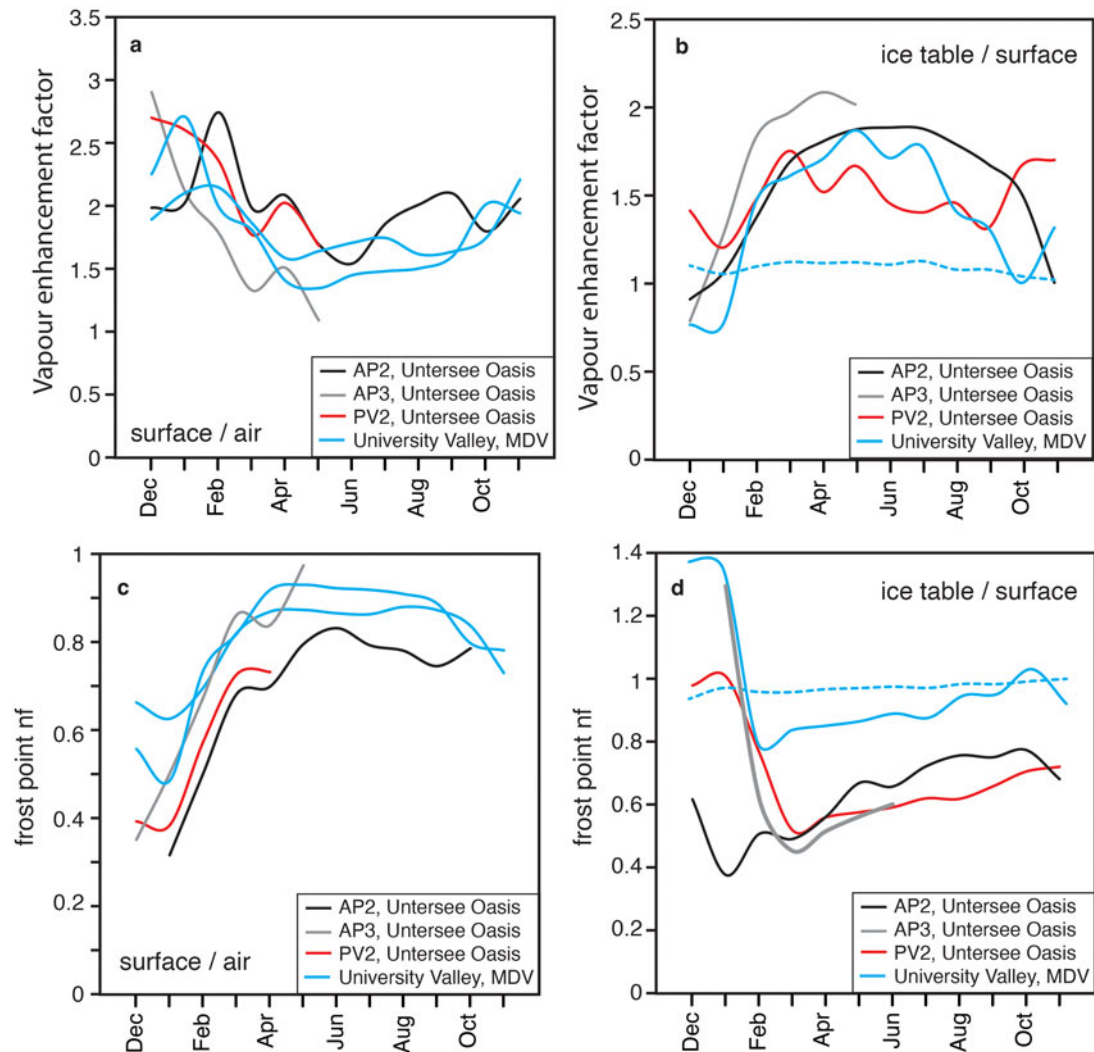 a
Vapour enhancement factor
3.5
3
2.5
2
1.5
1
0.5
0
AP2, Untersee Oasis
AP3, Untersee Oasis
PV2, Untersee Oasis
University Valley, MDV
surface / air
Dec
Feb
Apr
Jun
Aug
Oct
b
ice table / surface
Vapour enhancement factor
2.5
2
1.5
1
0.5
0
AP2, Untersee Oasis
AP3, Untersee Oasis
PV2, Untersee Oasis
University Valley, MDV
Dec
Feb
Apr
Jun
Aug
Oct
c
frost point nf
1
0.8
0.6
0.4
0.2
0
AP2, Untersee Oasis
AP3, Untersee Oasis
PV2, Untersee Oasis
University Valley, MDV
surface / air
Dec
Feb
Apr
Jun
Aug
Oct
d
ice table / surface
frost point nf
1.4
1.2
1
0.8
0.6
0.4
0.2
0
AP2, Untersee Oasis
AP3, Untersee Oasis
PV2, Untersee Oasis
University Valley, MDV
Dec
Feb
Apr
Jun
Aug
Oct